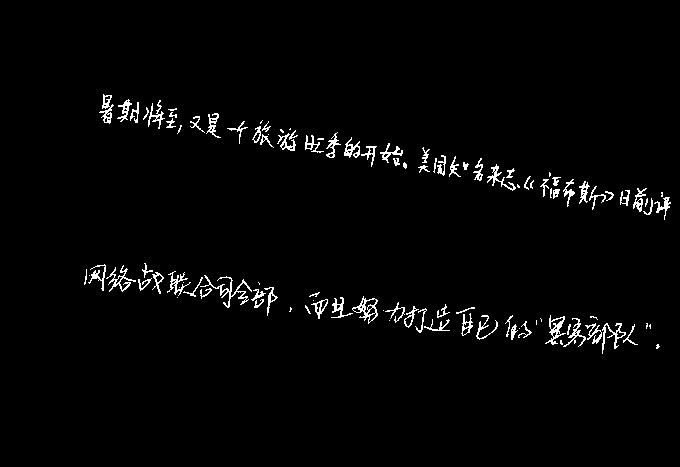 暑期将至，又是一个旅游旺季的开始。美国知名杂志《福布斯》日前评
网络战联合司令部，而且努力打造自己的“黑客部队”。